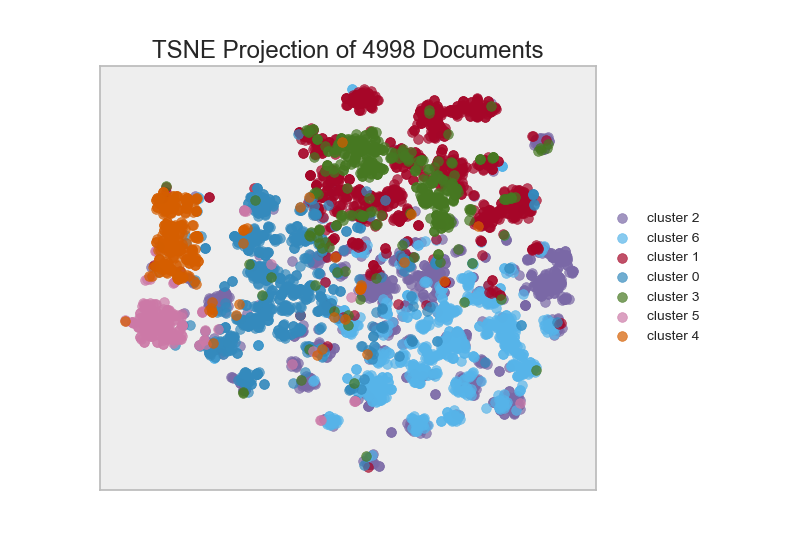 TSNE Projection of 4998 Documents
cluster 2
cluster 6
cluster 1
cluster 0
cluster 3
cluster 5
cluster 4